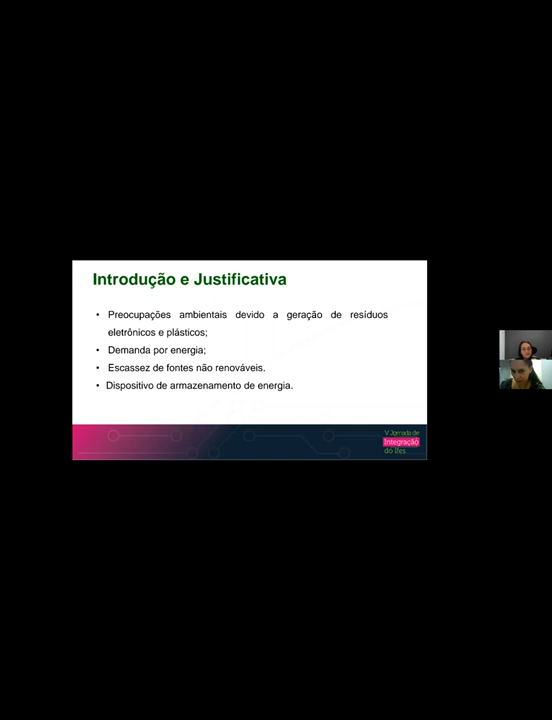 Introdução e Justificativa
• Preocupações ambientais devido a geração de resíduos
eletrônicos e plásticos;
• Demanda por energia;
• Escassez de fontes não renováveis.
• Dispositivo de armazenamento de energia.
V Jornada de
Integração
do Ifes